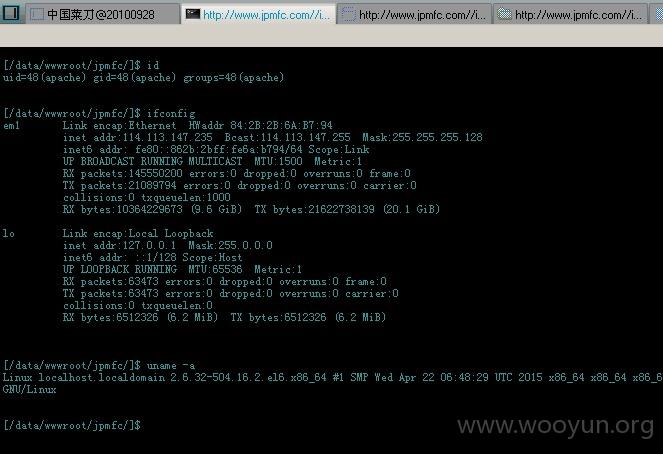 中国菜刀@20100928
http://www.jpmfc.com//i...
http://www.jpmfc.com//i...
http://www.jpmfc.com//i...
[/data/wwwroot/jpmfc/]$ id
uid=48(apache) gid=48(apache) groups=48(apache)
[/data/wwwroot/jpmfc/]$ ifconfig
em1 Link encap:Ethernet HWaddr 84:2B:2B:6A:B7:94
inet addr:114.113.147.235 Bcast:114.113.147.255 Mask:255.255.255.128
inet6 addr: fe80::862b:2bff:fe6a:b794/64 Scope:Link
UP BROADCAST RUNNING MULTICAST MTU:1500 Metric:1
RX packets:145550200 errors:0 dropped:0 overruns:0 frame:0
TX packets:21089794 errors:0 dropped:0 overruns:0 carrier:0
collisions:0 txqueuelen:1000
RX bytes:10364229673 (9.6 GiB) TX bytes:21622738139 (20.1 GiB)
lo Link encap:Local Loopback
inet addr:127.0.0.1 Mask:255.0.0.0
inet6 addr: ::1/128 Scope:Host
UP LOOPBACK RUNNING MTU:65536 Metric:1
RX packets:63473 errors:0 dropped:0 overruns:0 frame:0
TX packets:63473 errors:0 dropped:0 overruns:0 carrier:0
collisions:0 txqueuelen:0
RX bytes:6512326 (6.2 MiB) TX bytes:6512326 (6.2 MiB)
[/data/wwwroot/jpmfc/]$ uname -a
Linux localhost.localdomain 2.6.32-504.16.2.el6.x86_64 #1 SMP Wed Apr 22 06:48:29 UTC 2015 x86_64 x86_64 x86_6
GNU/Linux
[/data/wwwroot/jpmfc/]$
www.wooyun.org